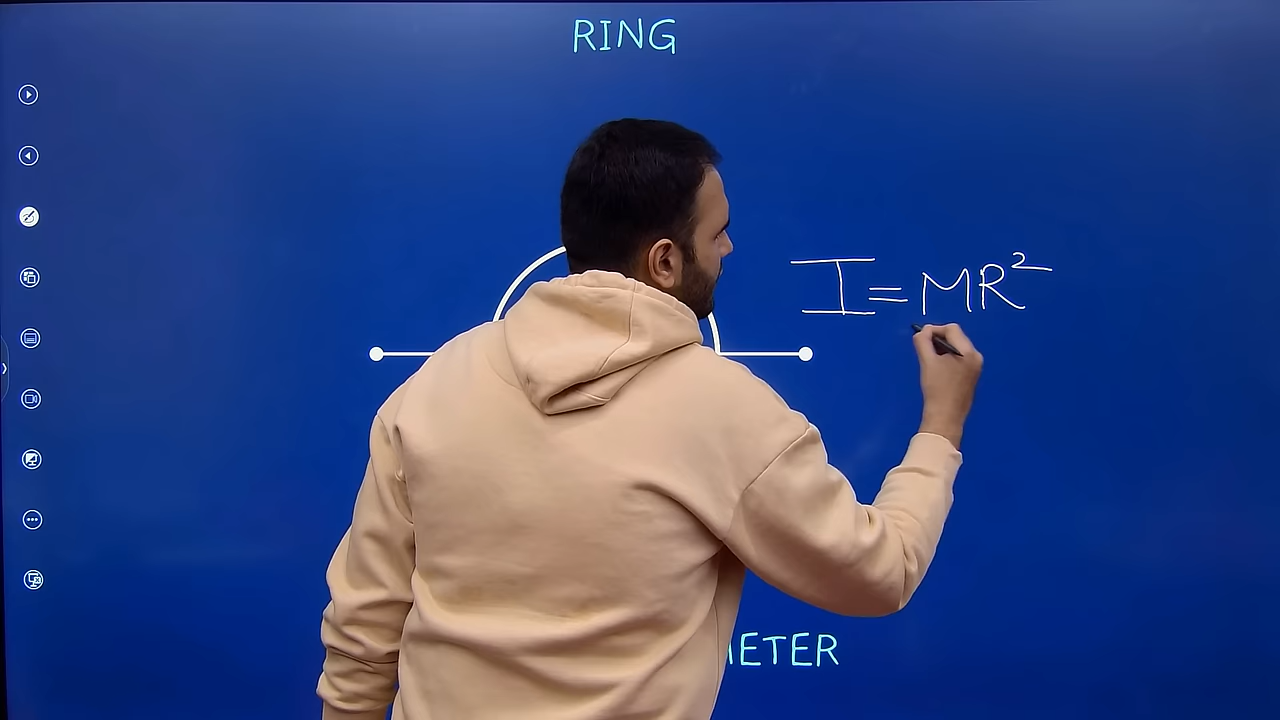 RING
I = MR²
METER